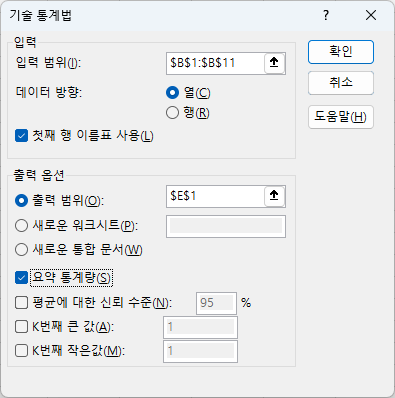 기술 통계법 ?
입력
입력 범위(I): $B$1:$B$11
확인
취소
도움말(H)
데이터 방향: 열(C)
행(R)
첫째 행 이름표 사용(L)
출력 옵션
출력 범위(O): $E$1
새로운 워크시트(P):
새로운 통합 문서(W)
요약 통계량(S)
평균에 대한 신뢰 수준(N): 95 %
K번째 큰 값(A): 1
K번째 작은값(M): 1